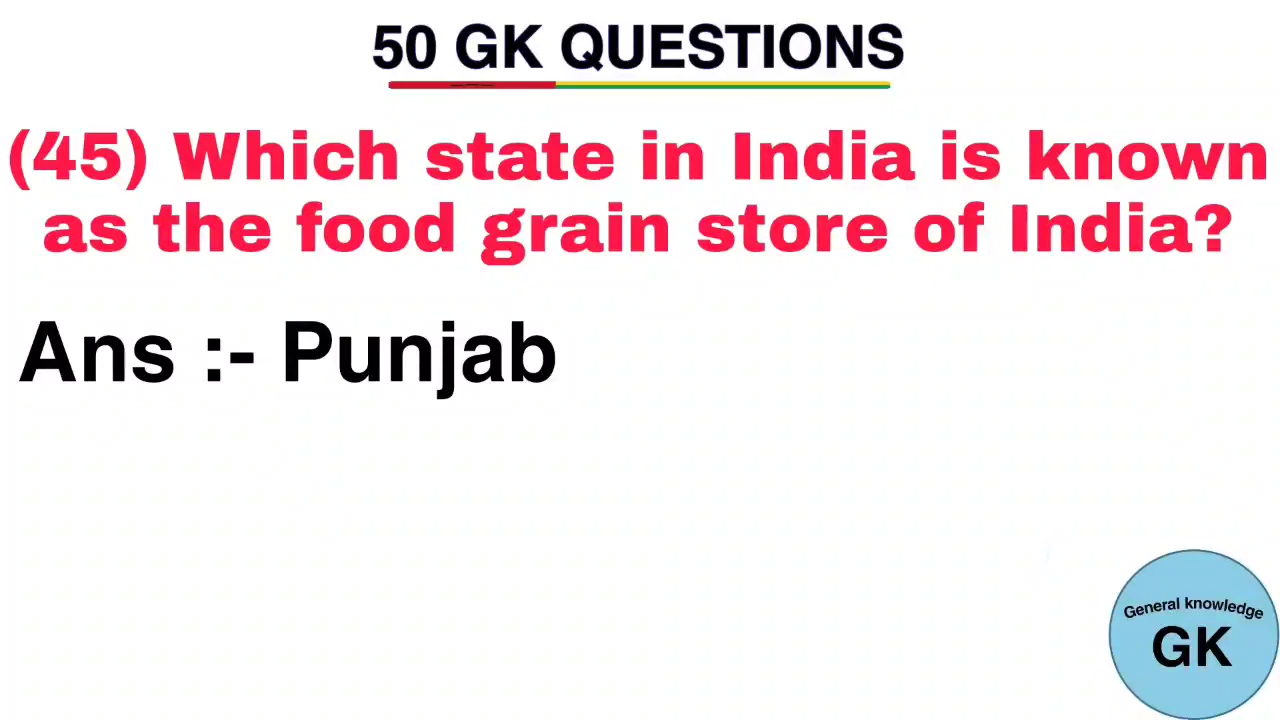 50 GK QUESTIONS
(45) Which state in India is known
as the food grain store of India?
Ans :- Punjab
General knowledge
GK